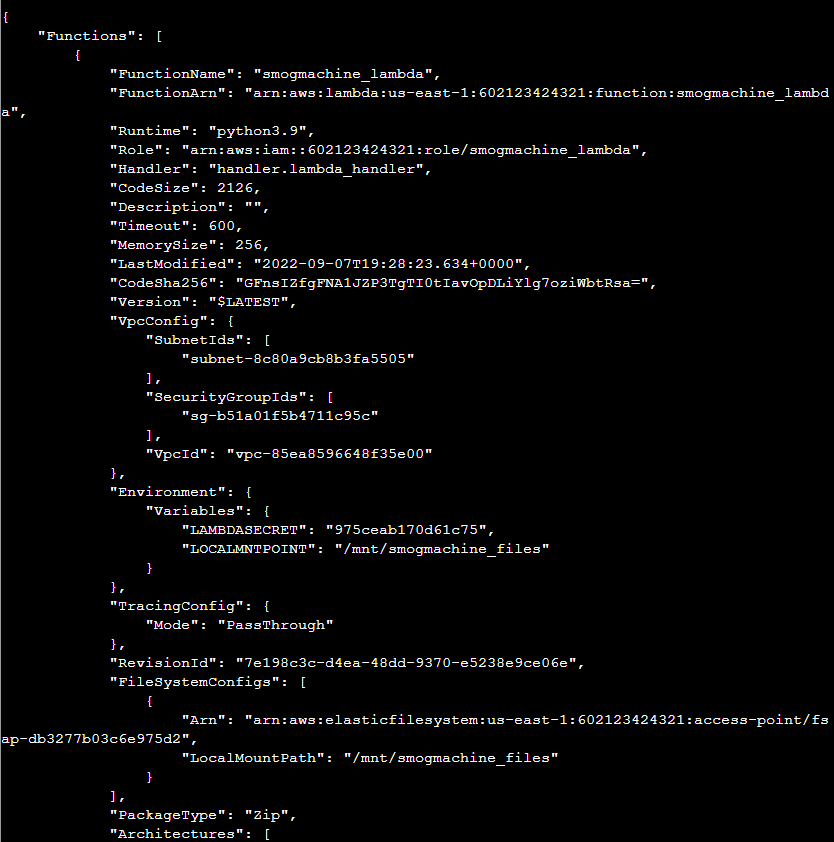 {
    "Functions": [
        {
            "FunctionName": "smogmachine_lambda",
            "FunctionArn": "arn:aws:lambda:us-east-1:602123424321:function:smogmachine_lambd
a",
            "Runtime": "python3.9",
            "Role": "arn:aws:iam::602123424321:role/smogmachine_lambda",
            "Handler": "handler.lambda_handler",
            "CodeSize": 2126,
            "Description": "",
            "Timeout": 600,
            "MemorySize": 256,
            "LastModified": "2022-09-07T19:28:23.634+0000",
            "CodeSha256": "GFnsIZfgFNA1JZP3TgTI0tIavOpDLiYlg7oziWbtRsa=",
            "Version": "$LATEST",
            "VpcConfig": {
                "SubnetIds": [
                    "subnet-8c80a9cb8b3fa5505"
                ],
                "SecurityGroupIds": [
                    "sg-b51a01f5b4711c95c"
                ],
                "VpcId": "vpc-85ea8596648f35e00"
            },
            "Environment": {
                "Variables": {
                    "LAMBDASECRET": "975ceab170d61c75",
                    "LOCALMNTPOINT": "/mnt/smogmachine_files"
                }
            },
            "TracingConfig": {
                "Mode": "PassThrough"
            },
            "RevisionId": "7e198c3c-d4ea-48dd-9370-e5238e9ce06e",
            "FileSystemConfigs": [
                {
                    "Arn": "arn:aws:elasticfilesystem:us-east-1:602123424321:access-point/fs
ap-db3277b03c6e975d2",
                    "LocalMountPath": "/mnt/smogmachine_files"
                }
            ],
            "PackageType": "Zip",
            "Architectures": [